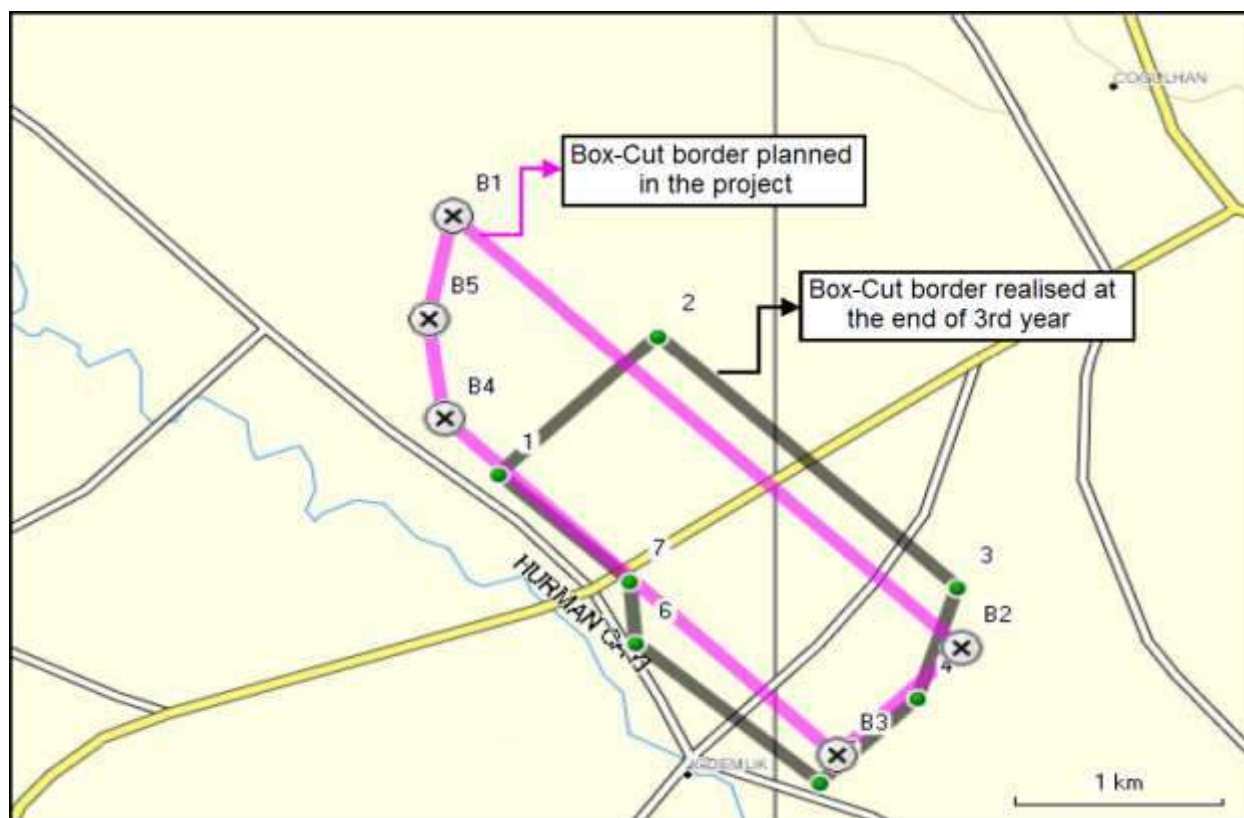 COGULHAN
Box-Cut border planned
in the project
B1
B5
2
Box-Cut border realised at
the end of 3rd year
B4
1
7
3
HURMAN
6
B2
4
B3
1 km